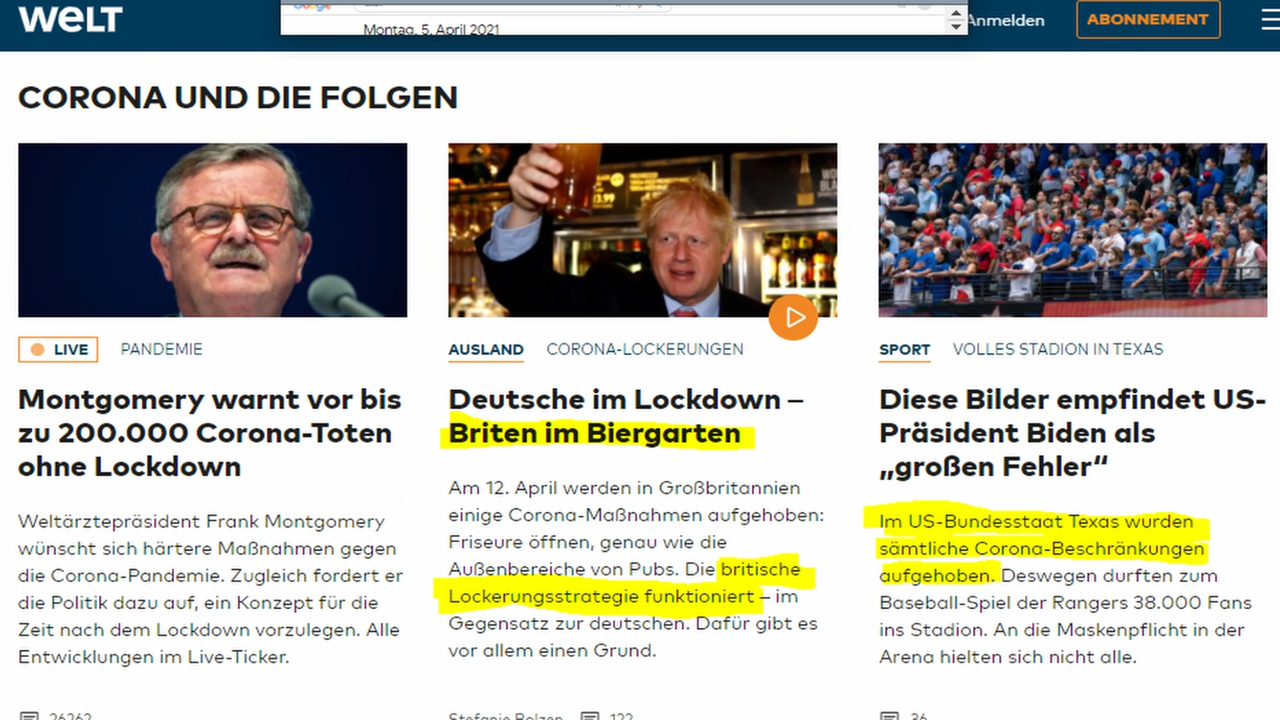 WELT
Montag, 5. April 2021
Anmelden
ABONNEMENT
CORONA UND DIE FOLGEN
LIVE PANDEMIE
Montgomery warnt vor bis
zu 200.000 Corona-Toten
ohne Lockdown
Weltärztepräsident Frank Montgomery
wünscht sich härtere Maßnahmen gegen
die Corona-Pandemie. Zugleich fordert er
die Politik dazu auf, ein Konzept für die
Zeit nach dem Lockdown vorzulegen. Alle
Entwicklungen im Live-Ticker.
26262
AUSLAND CORONA-LOCKERUNGEN
Deutsche im Lockdown –
Briten im Biergarten
Am 12. April werden in Großbritannien
einige Corona-Maßnahmen aufgehoben:
Friseure öffnen, genau wie die
Außenbereiche von Pubs. Die britische
Lockerungsstrategie funktioniert – im
Gegensatz zur deutschen. Dafür gibt es
vor allem einen Grund.
Stefanie Bolzen 122
SPORT VOLLES STADION IN TEXAS
Diese Bilder empfindet US-
Präsident Biden als
„großen Fehler“
Im US-Bundesstaat Texas wurden
sämtliche Corona-Beschränkungen
aufgehoben. Deswegen durften zum
Baseball-Spiel der Rangers 38.000 Fans
ins Stadion. An die Maskenpflicht in der
Arena hielten sich nicht alle.
36